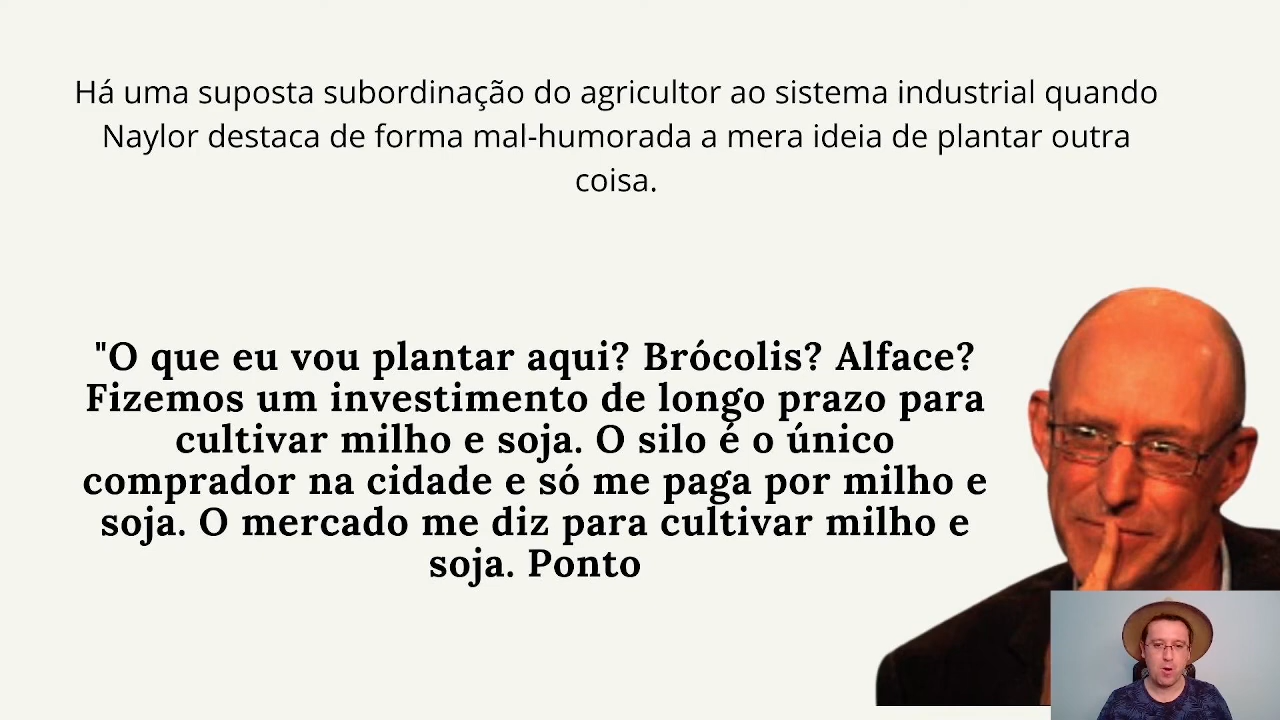 Há uma suposta subordinação do agricultor ao sistema industrial quando
Naylor destaca de forma mal-humorada a mera ideia de plantar outra
coisa.
"O que eu vou plantar aqui? Brócolis? Alface?
Fizemos um investimento de longo prazo para
cultivar milho e soja. O silo é o único
comprador na cidade e só me paga por milho e
soja. O mercado me diz para cultivar milho e
soja. Ponto